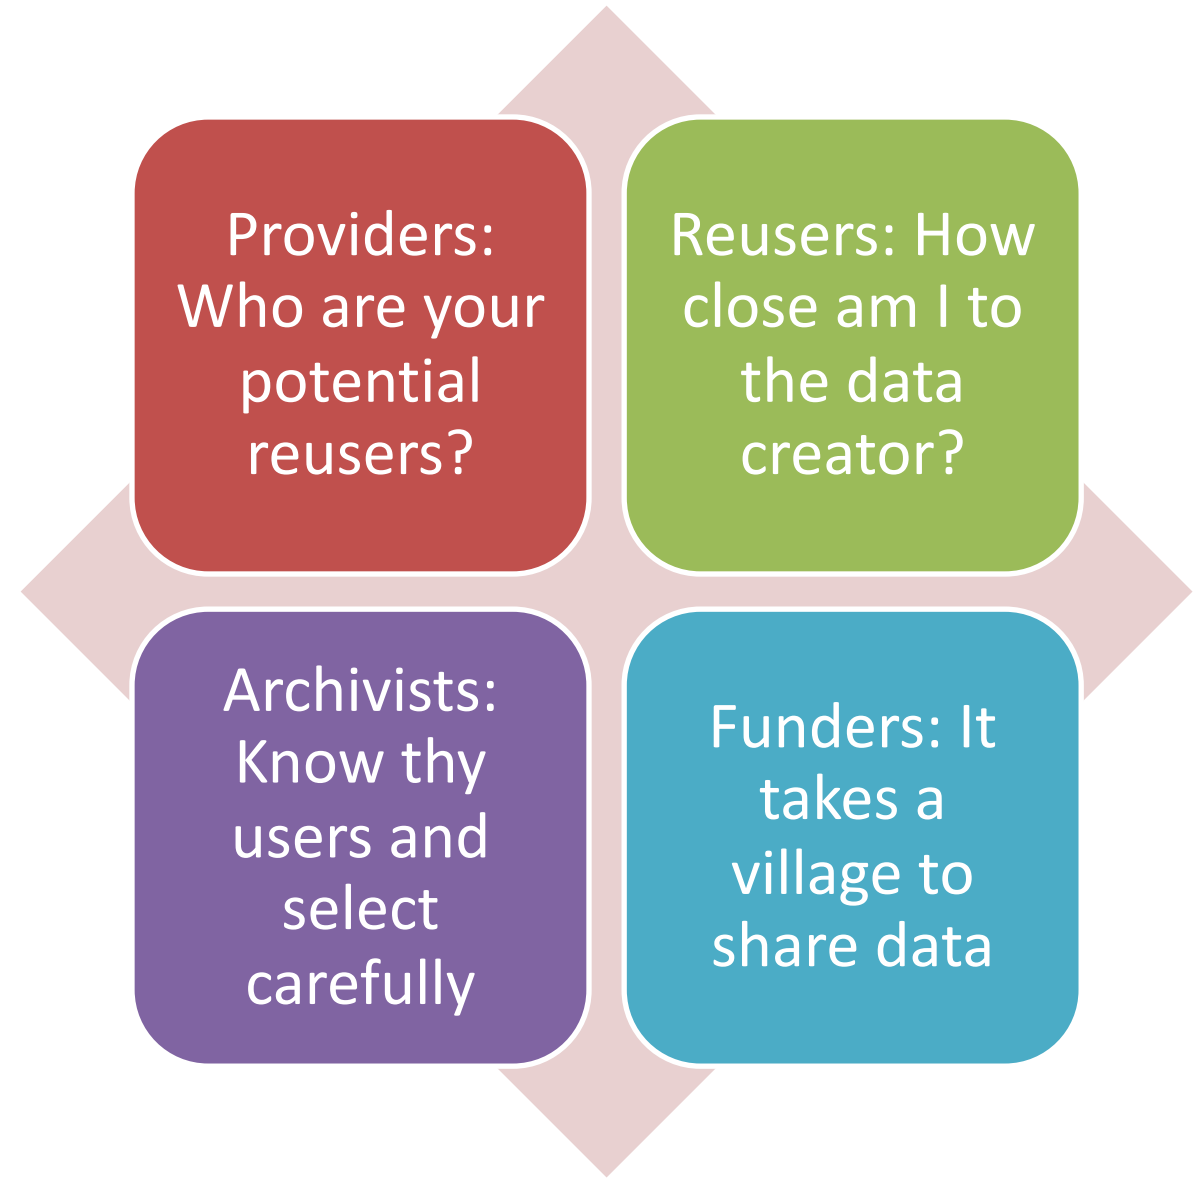 Providers:
Who are your
potential
reusers?
Reusers: How
close am I to
the data
creator?
Archivists:
Know thy
users and
select
carefully
Funders: It
takes a
village to
share data